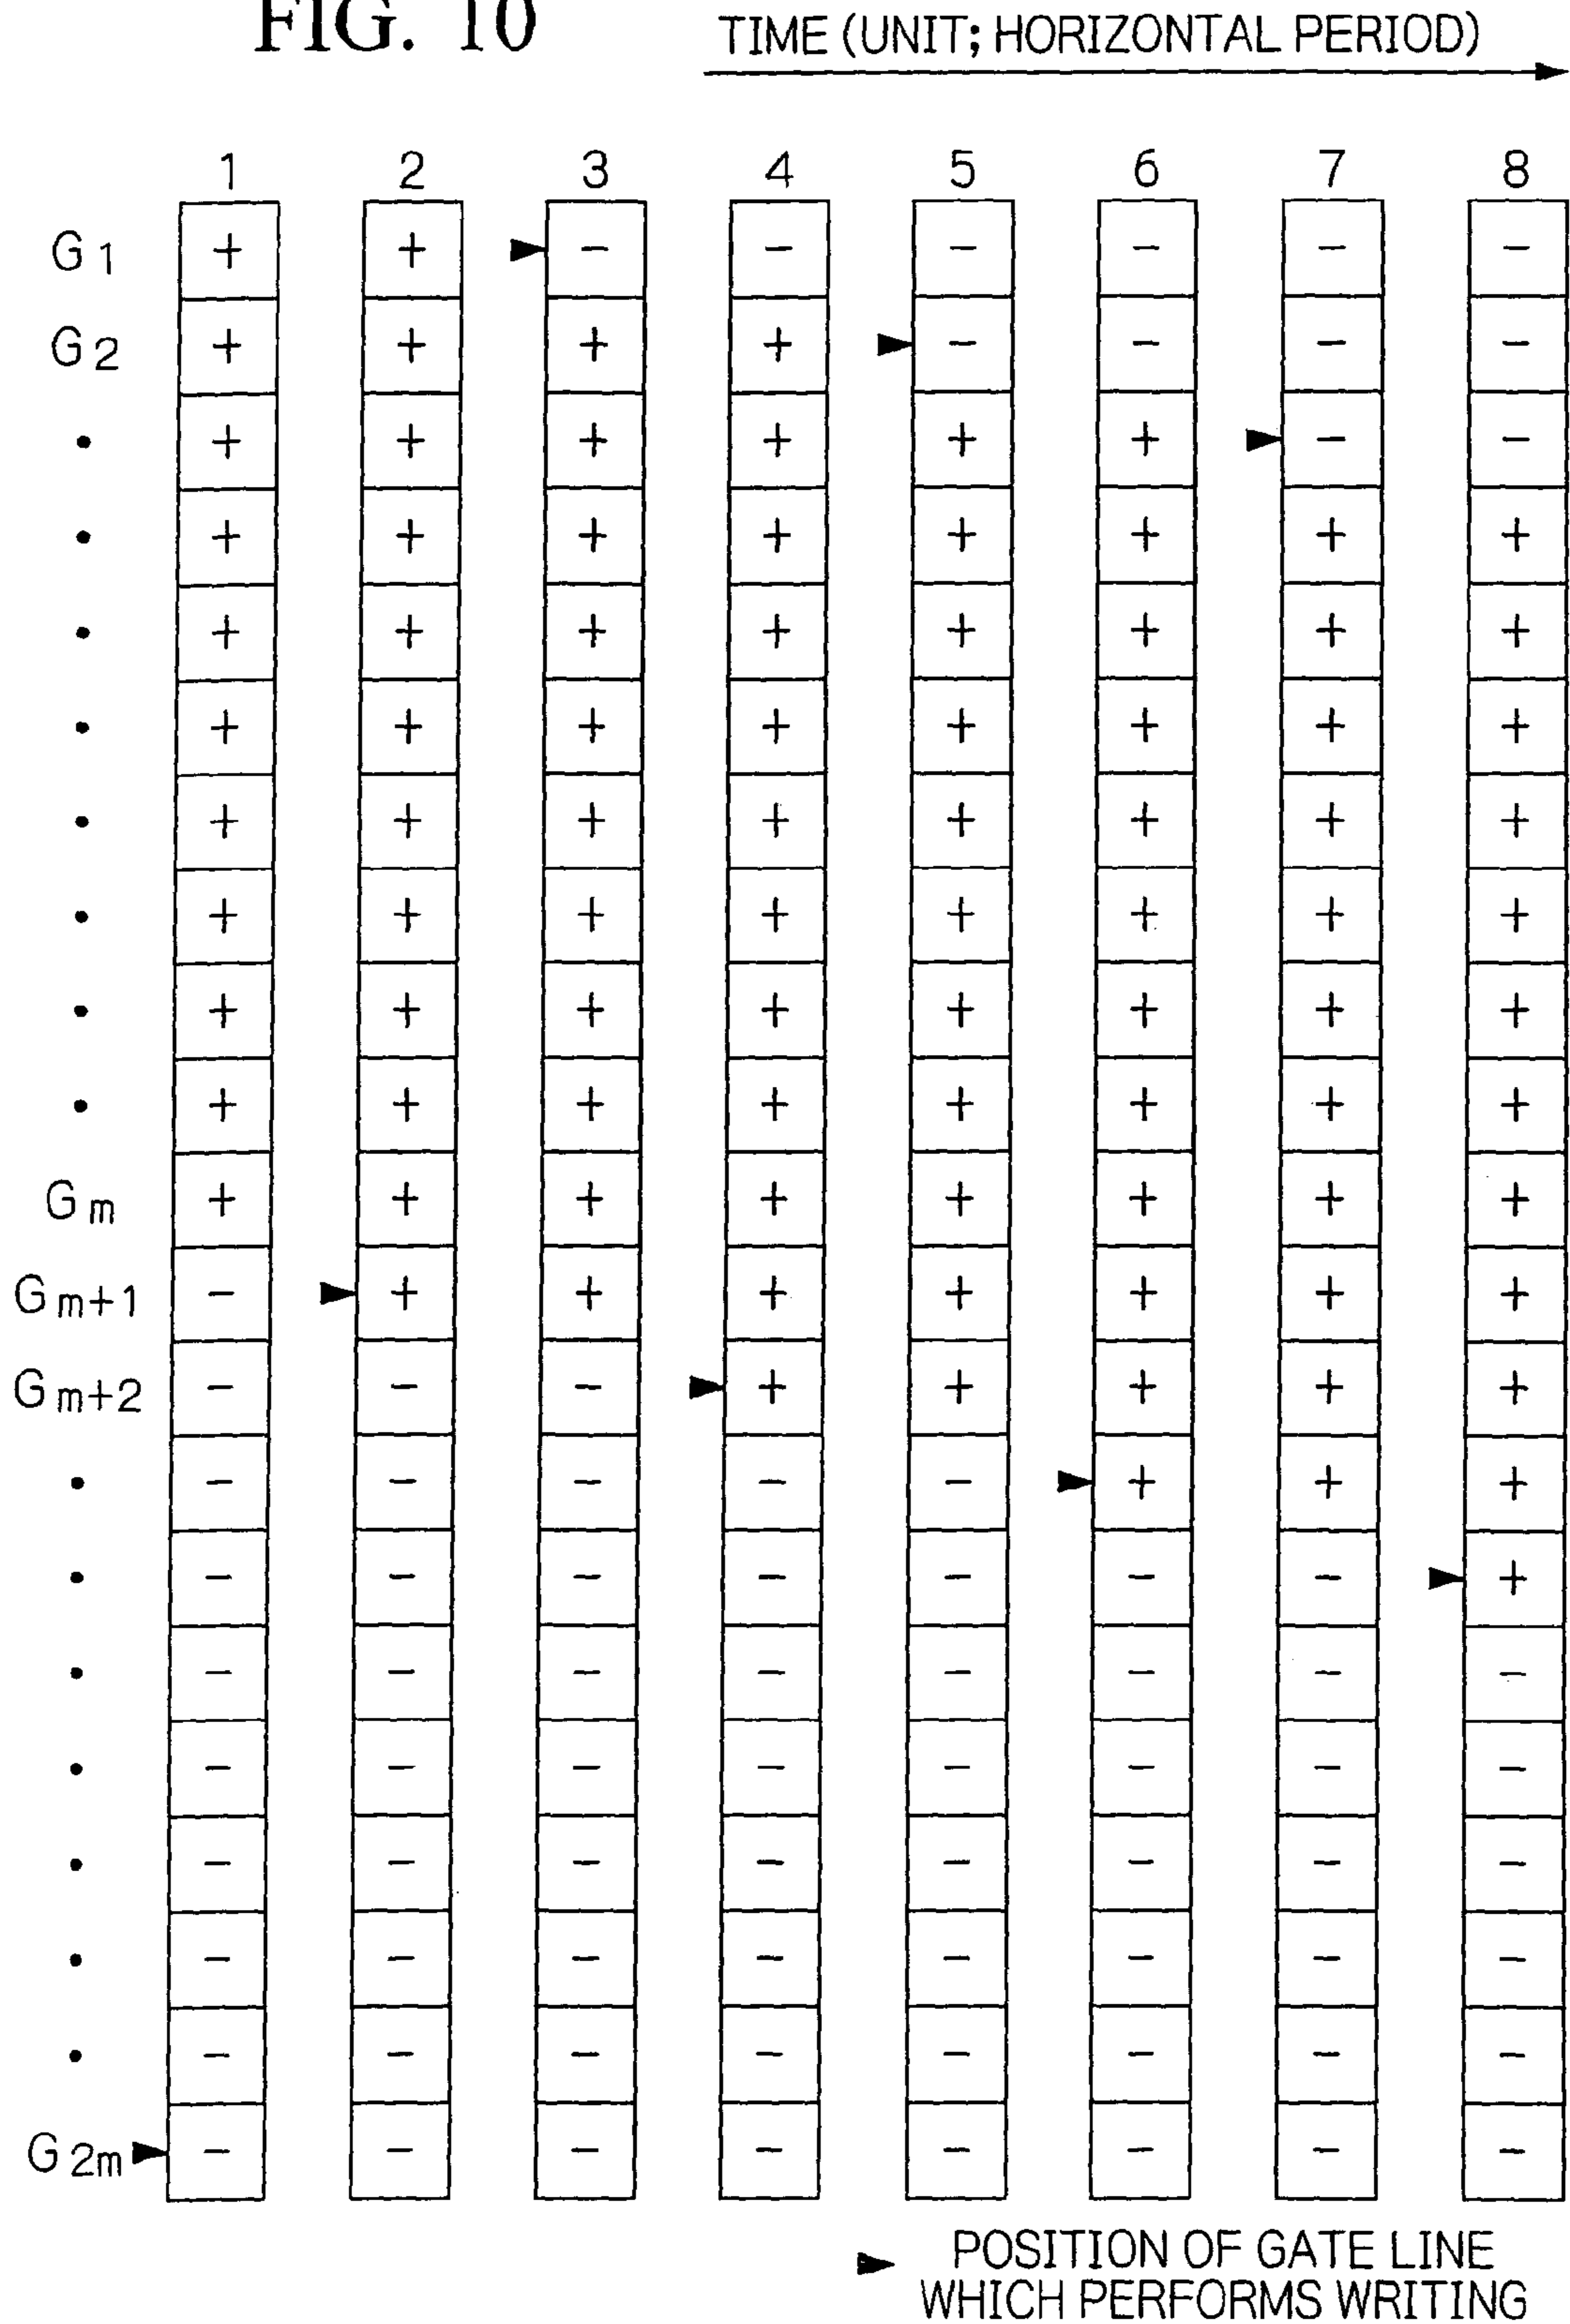 FIG. 10
TIME (UNIT; HORIZONTAL PERIOD)
1 2 3 4 5 6 7 8
G1 + + ► − − − − − −
G2 + + + + ► − − − −
• + + + + + + ► − −
• + + + + + + + +
• + + + + + + + +
• + + + + + + + +
• + + + + + + + +
• + + + + + + + +
• + + + + + + + +
• + + + + + + + +
Gm + + + + + + + +
Gm+1 − ► + + + + + + +
Gm+2 − − − ► + + + + +
• − − − − − ► + + +
• − − − − − − − ► +
• − − − − − − − −
• − − − − − − − −
• − − − − − − − −
• − − − − − − − −
• − − − − − − − −
G2m ► − − − − − − − −
► POSITION OF GATE LINE
WHICH PERFORMS WRITING